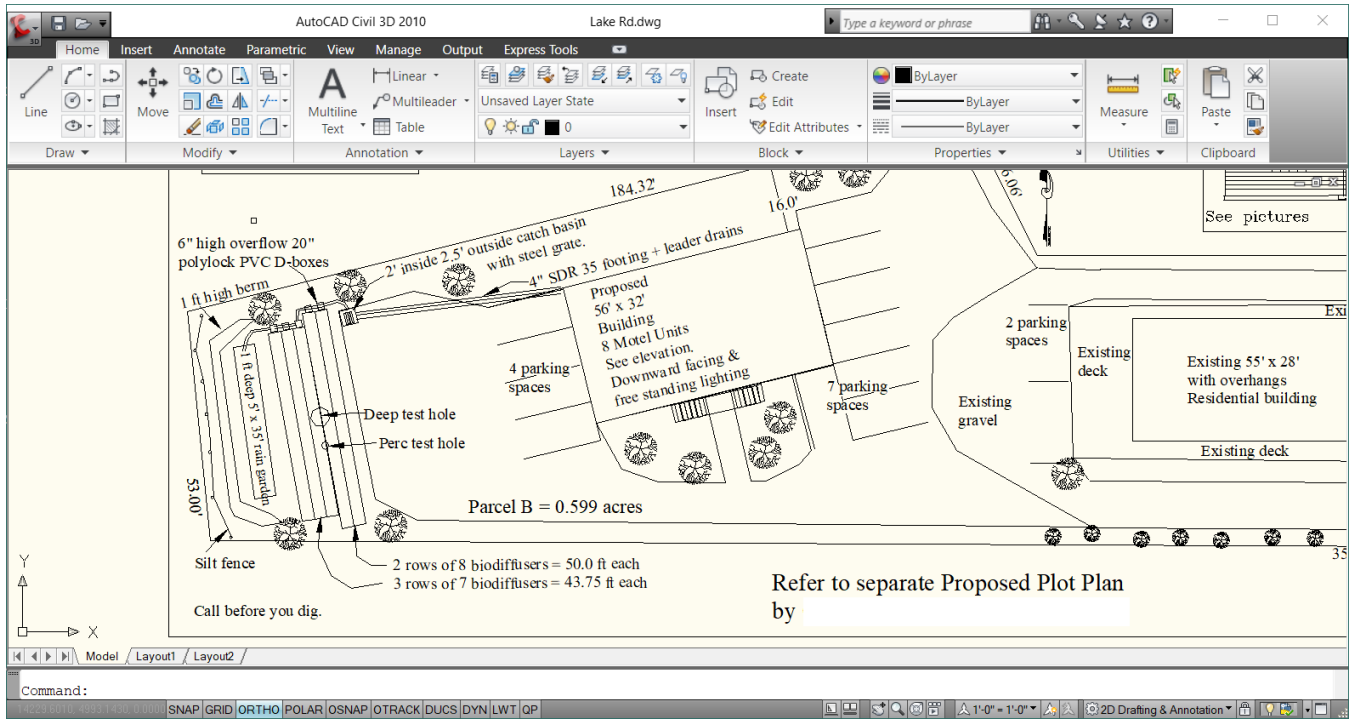 AutoCAD Civil 3D 2010
Lake Rd.dwg
Type a keyword or phrase
3D
Home Insert Annotate Parametric View Manage Output Express Tools
Line
Move
Multiline
Text
Linear
Multileader
Table
Unsaved Layer State
0
Insert
Create
Edit
Edit Attributes
ByLayer
ByLayer
ByLayer
Measure
Paste
Draw
Modify
Annotation
Layers
Block
Properties
Utilities
Clipboard
184.32'
16.0'
6.06'
See pictures
6" high overflow 20"
polylock PVC D-boxes
2' inside 2.5' outside catch basin
with steel grate.
4" SDR 35 footing + leader drains
1 ft high berm
Proposed
56' x 32'
Building
8 Motel Units
See elevation.
Downward facing &
free standing lighting
4 parking
spaces
7 parking
spaces
2 parking
spaces
Existing
deck
Existing
gravel
Exi
Existing 55' x 28'
with overhangs
Residential building
Existing deck
1 ft deep 5' x 35' rain garden
Deep test hole
Perc test hole
53.00'
Parcel B = 0.599 acres
35
Silt fence
2 rows of 8 biodiffusers = 50.0 ft each
3 rows of 7 biodiffusers = 43.75 ft each
Call before you dig.
Refer to separate Proposed Plot Plan
by
Y
X
Model Layout1 Layout2
Command:
SNAP GRID ORTHO POLAR OSNAP OTRACK DUCS DYN LWT QP
1'-0" = 1'-0"
2D Drafting & Annotation